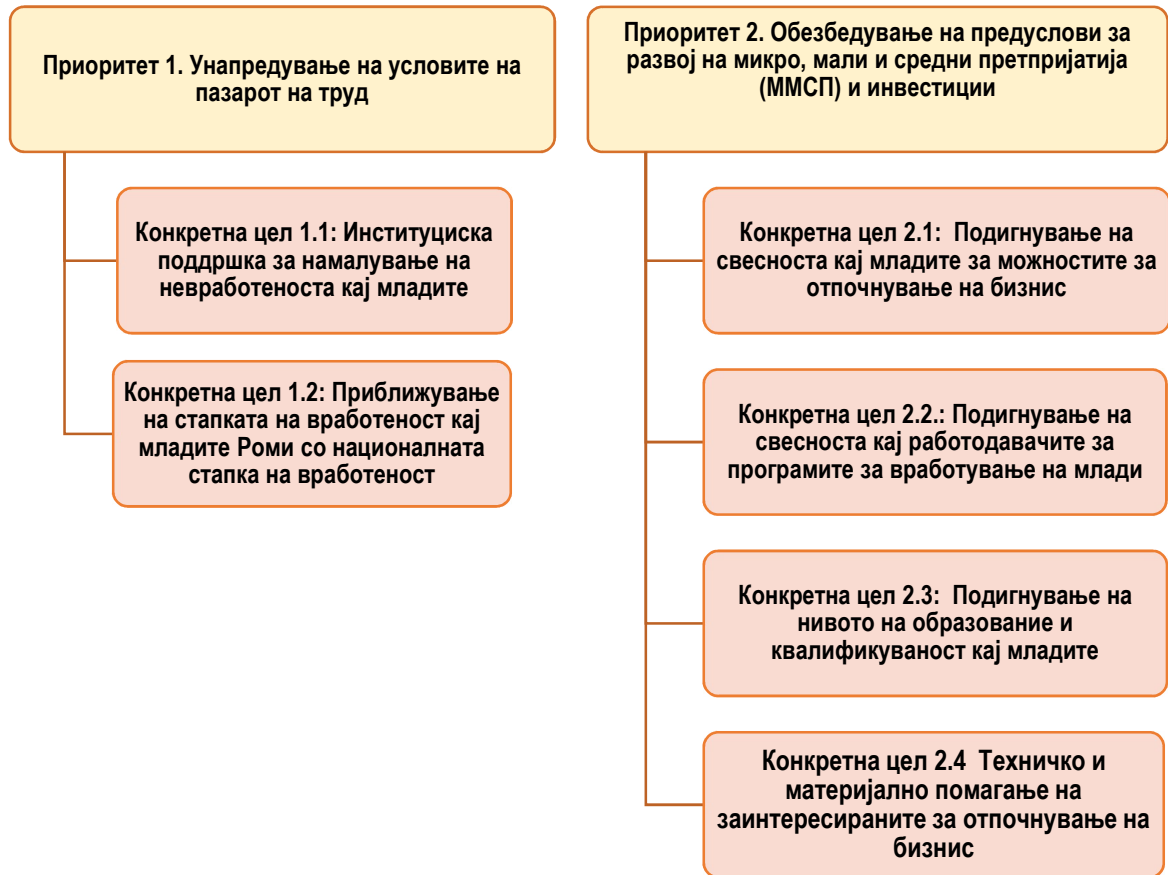 Приоритет 1. Унапредување на условите на
пазарот на труд
Конкретна цел 1.1: Институциска
поддршка за намалување на
невработеноста кај младите
Конкретна цел 1.2: Приближување
на стапката на вработеност кај
младите Роми со националната
стапка на вработеност
Приоритет 2. Обезбедување на предуслови за
развој на микро, мали и средни претпријатија
(ММСП) и инвестиции
Конкретна цел 2.1: Подигнување на
свесноста кај младите за можностите за
отпочнување на бизнис
Конкретна цел 2.2.: Подигнување на
свесноста кај работодавачите за
програмите за вработување на млади
Конкретна цел 2.3: Подигнување на
нивото на образование и
квалификуваност кај младите
Конкретна цел 2.4 Техничко и
материјално помагање на
заинтересираните за отпочнување на
бизнис